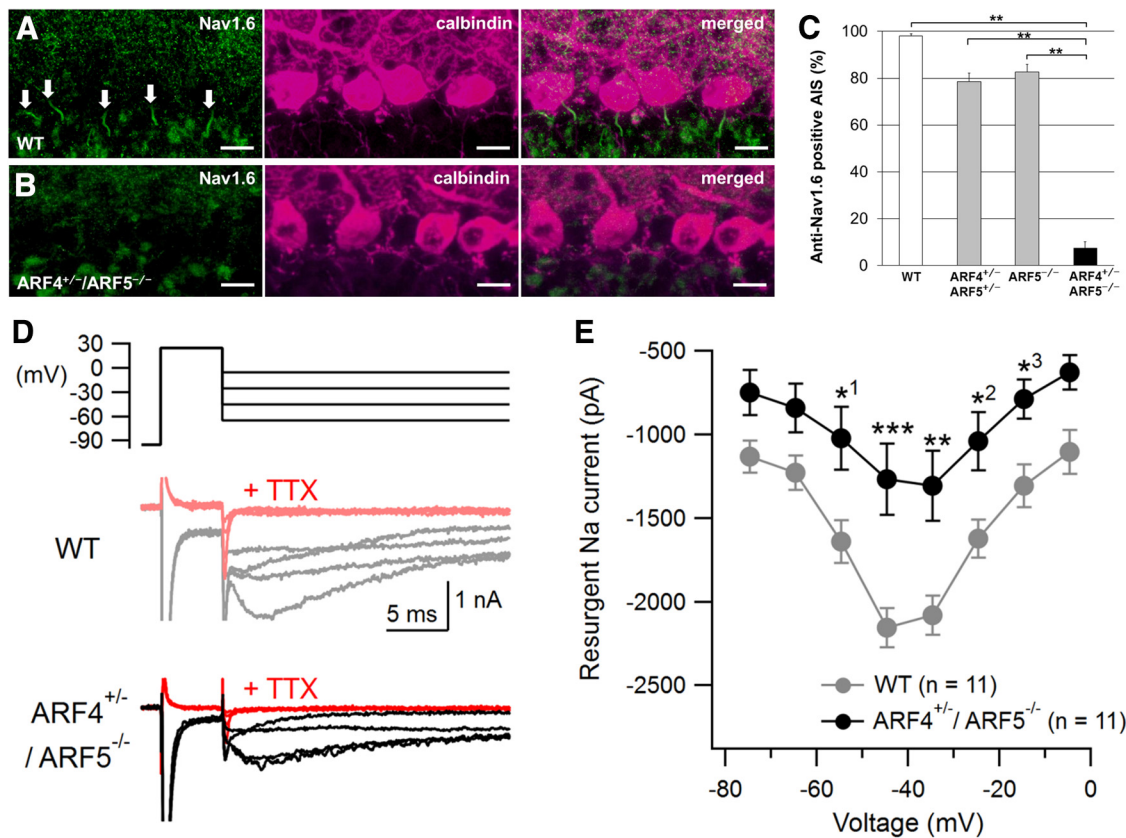 A
Nav1.6
calbindin
merged
WT
B
Nav1.6
calbindin
merged
ARF4+/−/ARF5−/−
C
**
**
**
Anti-Nav1.6 positive AIS (%)
100
80
60
40
20
0
WT
ARF4+/− ARF5−/− ARF4+/−
ARF5+/− ARF5−/−
D
30
(mV)
0
-30
-60
-90
+ TTX
WT
5 ms
1 nA
+ TTX
ARF4+/-
/ ARF5-/-
E
Resurgent Na current (pA)
-500
-1000
-1500
-2000
-2500
*1
***
**
*2
*3
WT (n = 11)
ARF4+/-/ ARF5-/- (n = 11)
-80 -60 -40 -20 0
Voltage (mV)